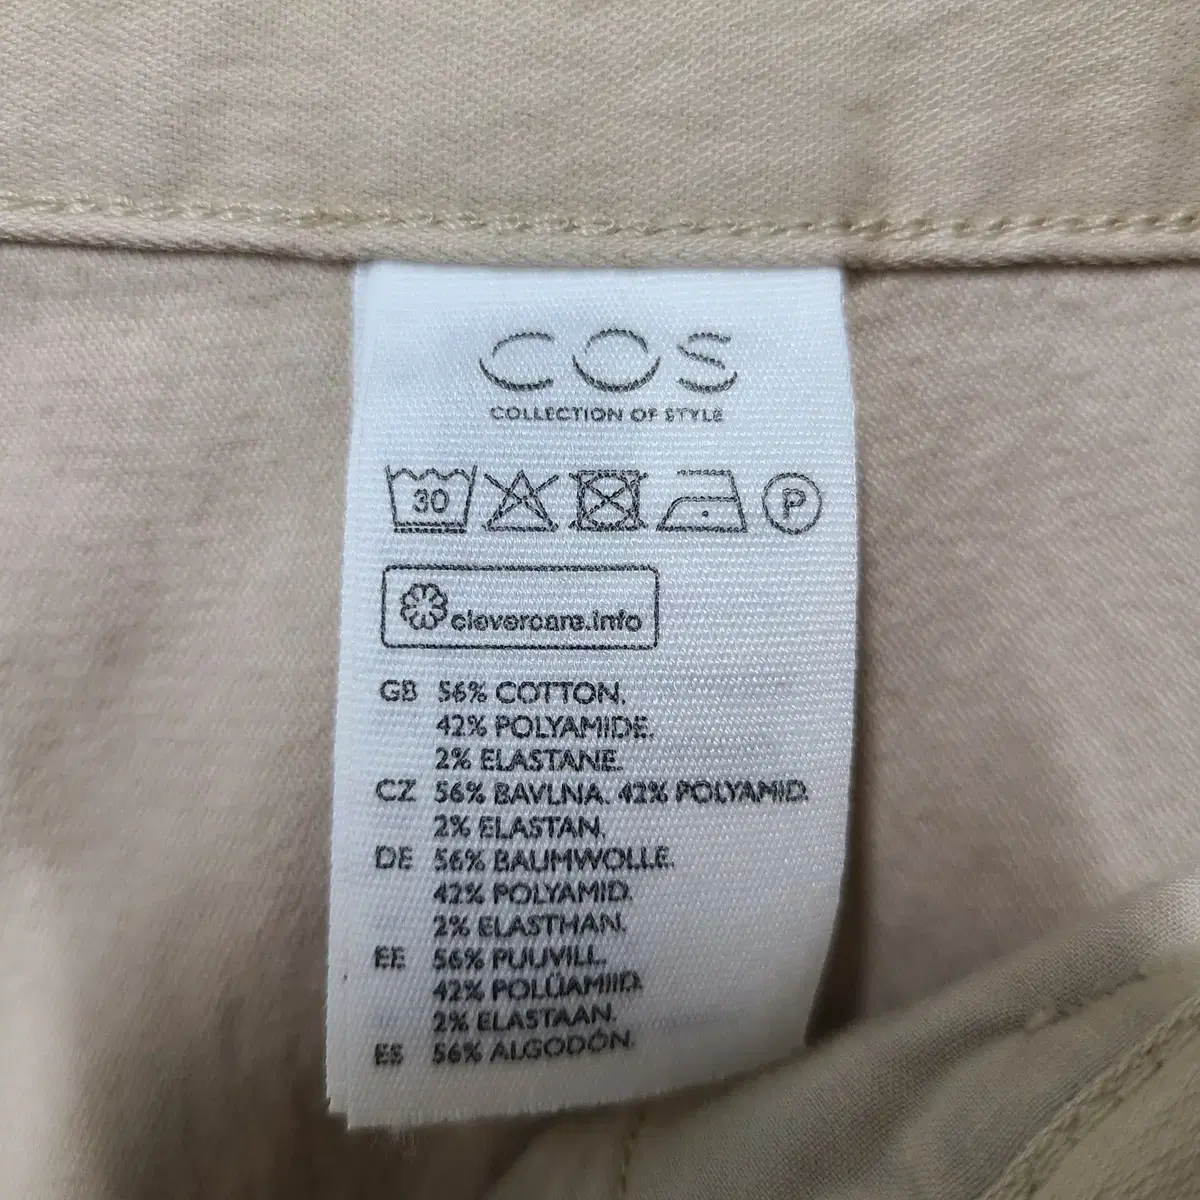 COS
COLLECTION OF STYLE
30 P
clevercare.info
GB 56% COTTON.
42% POLYAMIDE.
2% ELASTANE.
CZ 56% BAVLNA. 42% POLYAMID.
2% ELASTAN.
DE 56% BAUMWOLLE.
42% POLYAMID.
2% ELASTHAN.
EE 56% PUUVILL.
42% POLÜAMIID.
2% ELASTAAN.
ES 56% ALGODÓN.